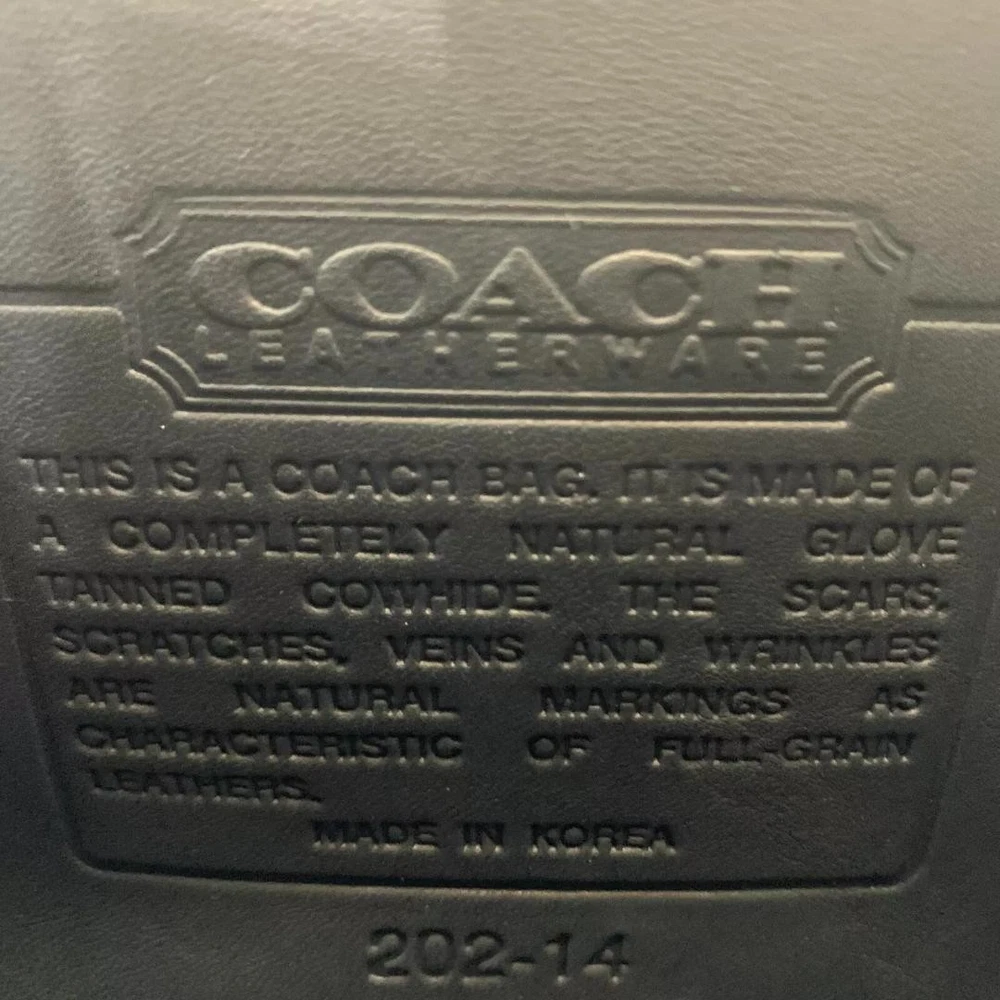 COACH
LEATHERWARE
THIS IS A COACH BAG. IT IS MADE OF
A COMPLETELY NATURAL GLOVE
TANNED COWHIDE. THE SCARS,
SCRATCHES, VEINS AND WRINKLES
ARE NATURAL MARKINGS AS
CHARACTERISTIC OF FULL-GRAIN
LEATHERS.
MADE IN KOREA
202-14